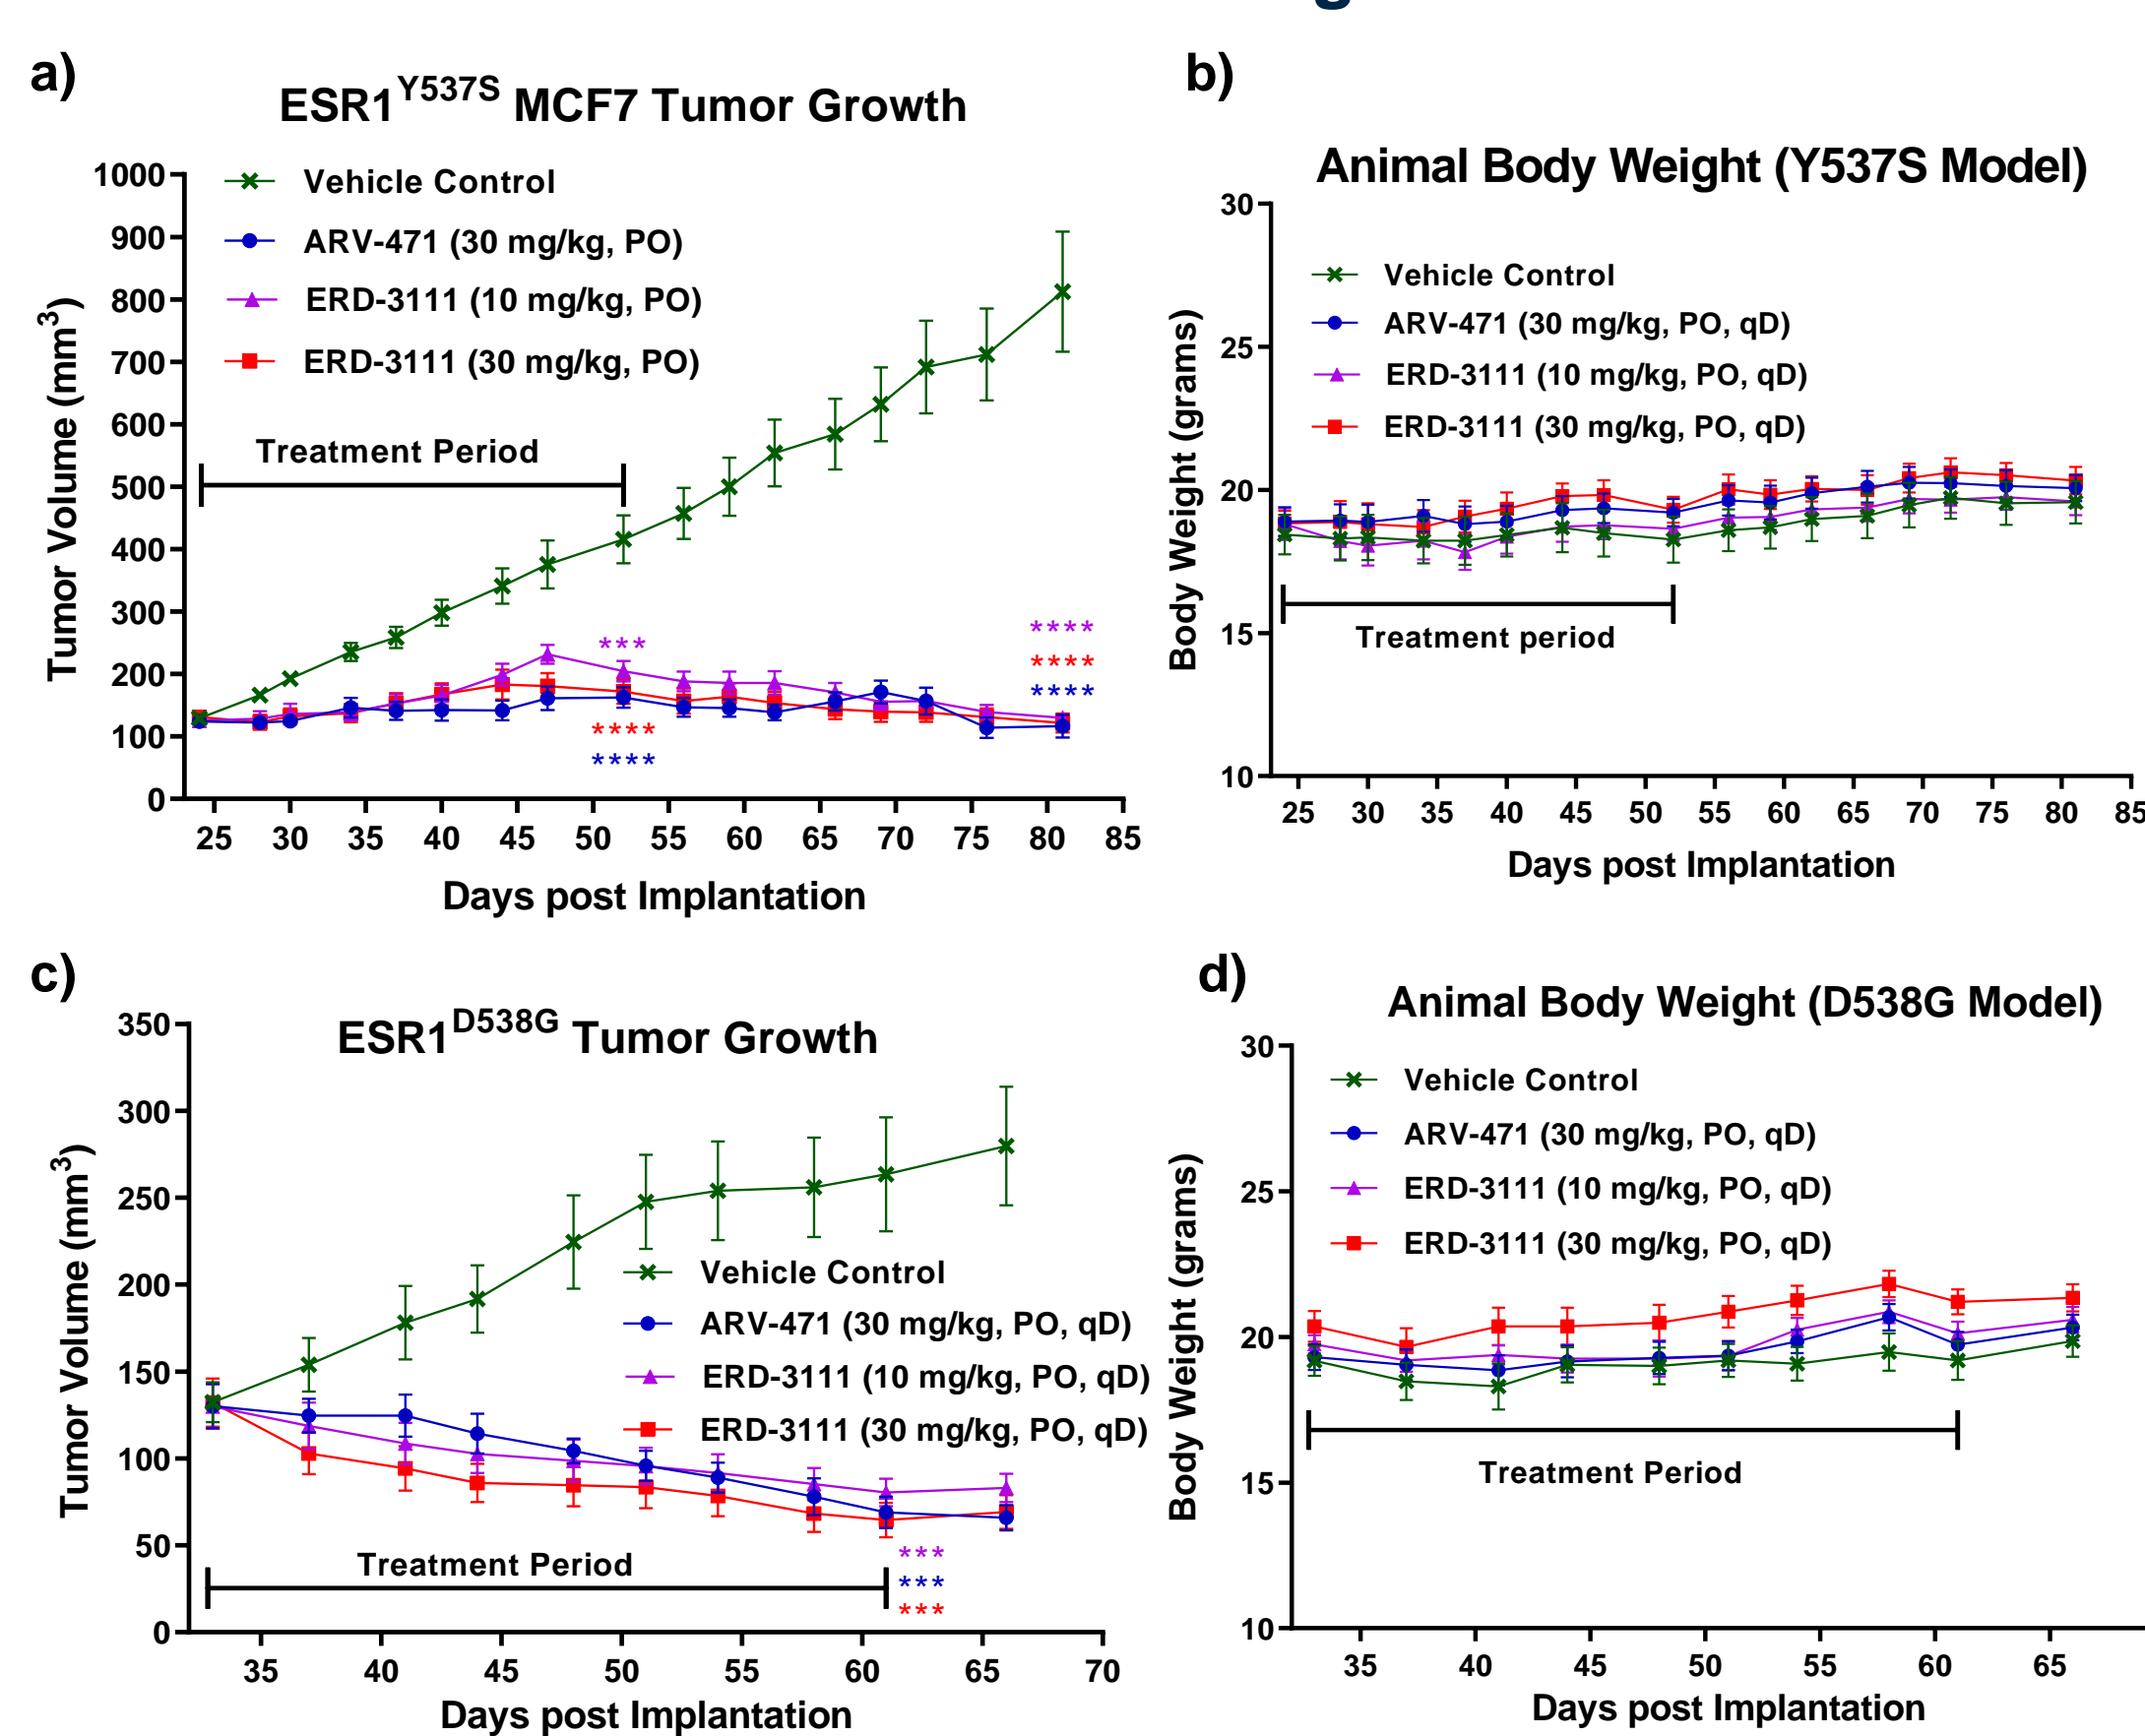 g
a)
ESR1Y537S MCF7 Tumor Growth
Tumor Volume (mm3)
1000
900
800
700
600
500
400
300
200
100
0
Vehicle Control
ARV-471 (30 mg/kg, PO)
ERD-3111 (10 mg/kg, PO)
ERD-3111 (30 mg/kg, PO)
Treatment Period
***
****
****
****
****
****
25 30 35 40 45 50 55 60 65 70 75 80 85
Days post Implantation
b)
Animal Body Weight (Y537S Model)
Body Weight (grams)
30
25
20
15
10
Vehicle Control
ARV-471 (30 mg/kg, PO, qD)
ERD-3111 (10 mg/kg, PO, qD)
ERD-3111 (30 mg/kg, PO, qD)
Treatment period
25 30 35 40 45 50 55 60 65 70 75 80 85
Days post Implantation
c)
ESR1D538G Tumor Growth
Tumor Volume (mm3)
350
300
250
200
150
100
50
0
Vehicle Control
ARV-471 (30 mg/kg, PO, qD)
ERD-3111 (10 mg/kg, PO, qD)
ERD-3111 (30 mg/kg, PO, qD)
Treatment Period
***
***
***
35 40 45 50 55 60 65 70
Days post Implantation
d)
Animal Body Weight (D538G Model)
Body Weight (grams)
30
25
20
15
10
Vehicle Control
ARV-471 (30 mg/kg, PO, qD)
ERD-3111 (10 mg/kg, PO, qD)
ERD-3111 (30 mg/kg, PO, qD)
Treatment Period
35 40 45 50 55 60 65
Days post Implantation